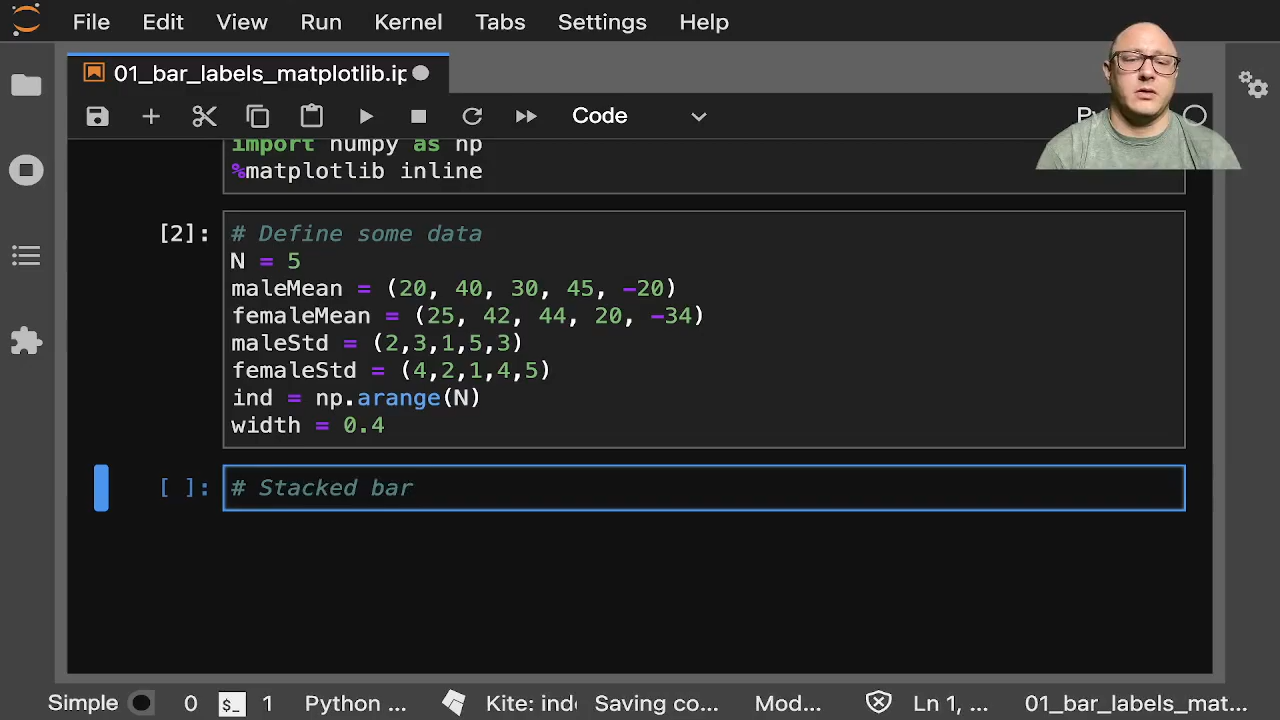 File Edit View Run Kernel Tabs Settings Help
01_bar_labels_matplotlib.ip
Code
import numpy as np
%matplotlib inline
[2]:
# Define some data
N = 5
maleMean = (20, 40, 30, 45, -20)
femaleMean = (25, 42, 44, 20, -34)
maleStd = (2,3,1,5,3)
femaleStd = (4,2,1,4,5)
ind = np.arange(N)
width = 0.4
[ ]:
# Stacked bar
Simple 0 $_ 1 Python ... Kite: ind Saving co... Mod... Ln 1, ... 01_bar_labels_mat...